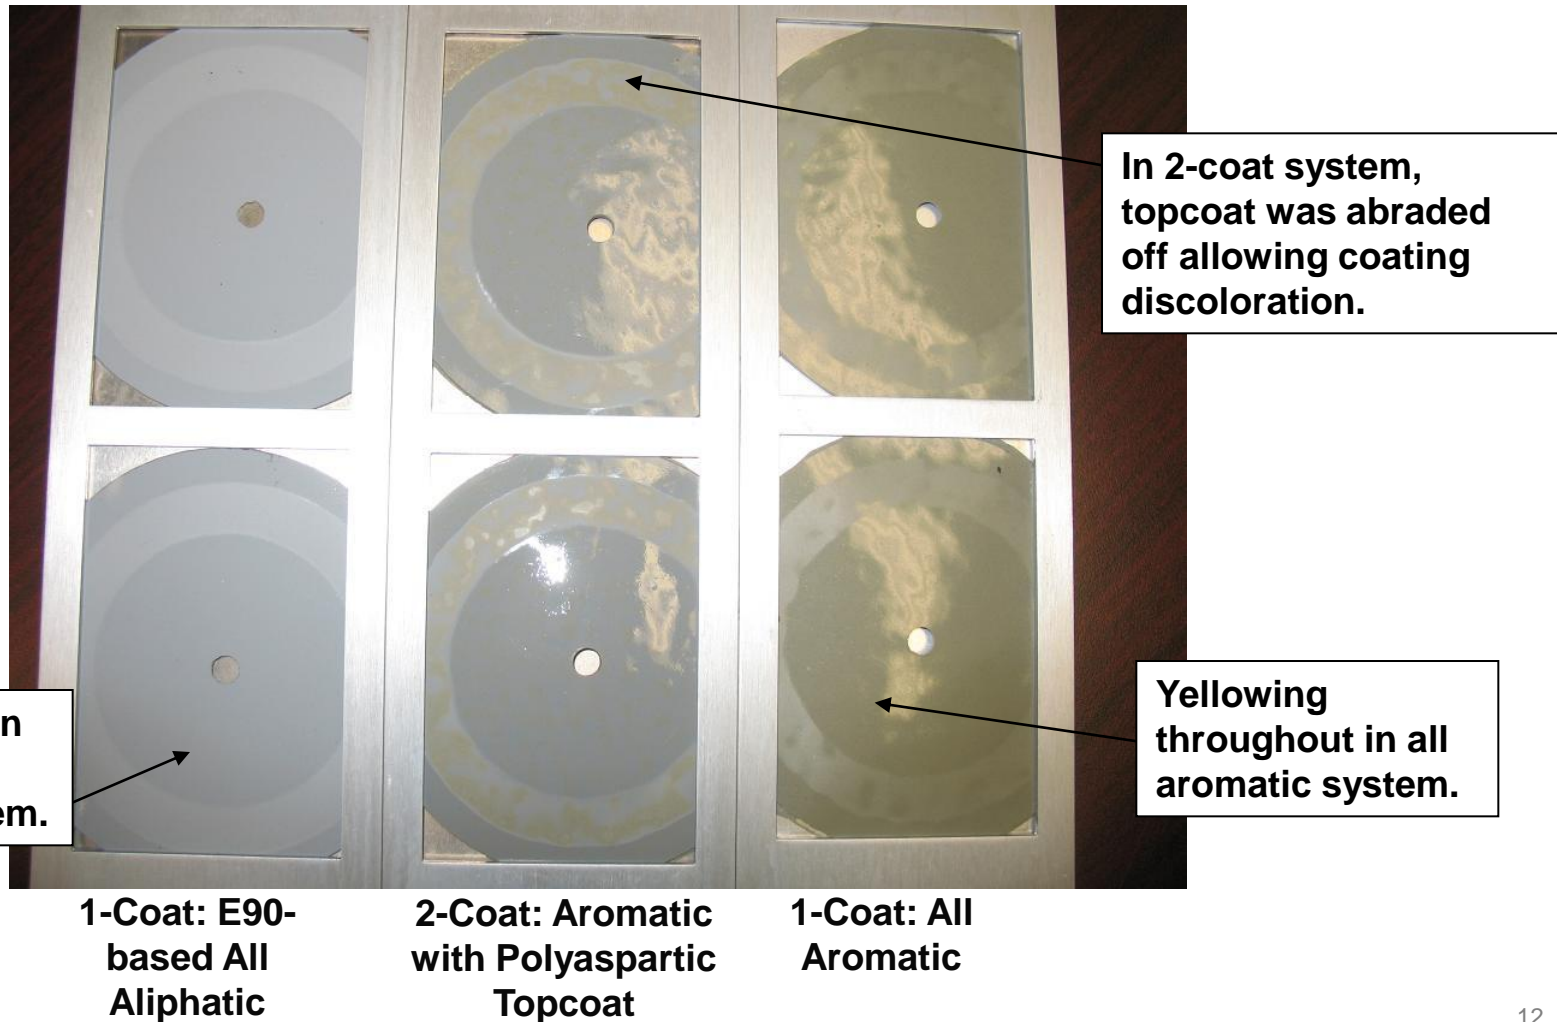 In 2-coat system,
topcoat was abraded
off allowing coating
discoloration.
Yellowing
throughout in all
aromatic system.
1-Coat: E90-
based All
Aliphatic
2-Coat: Aromatic
with Polyaspartic
Topcoat
1-Coat: All
Aromatic
12